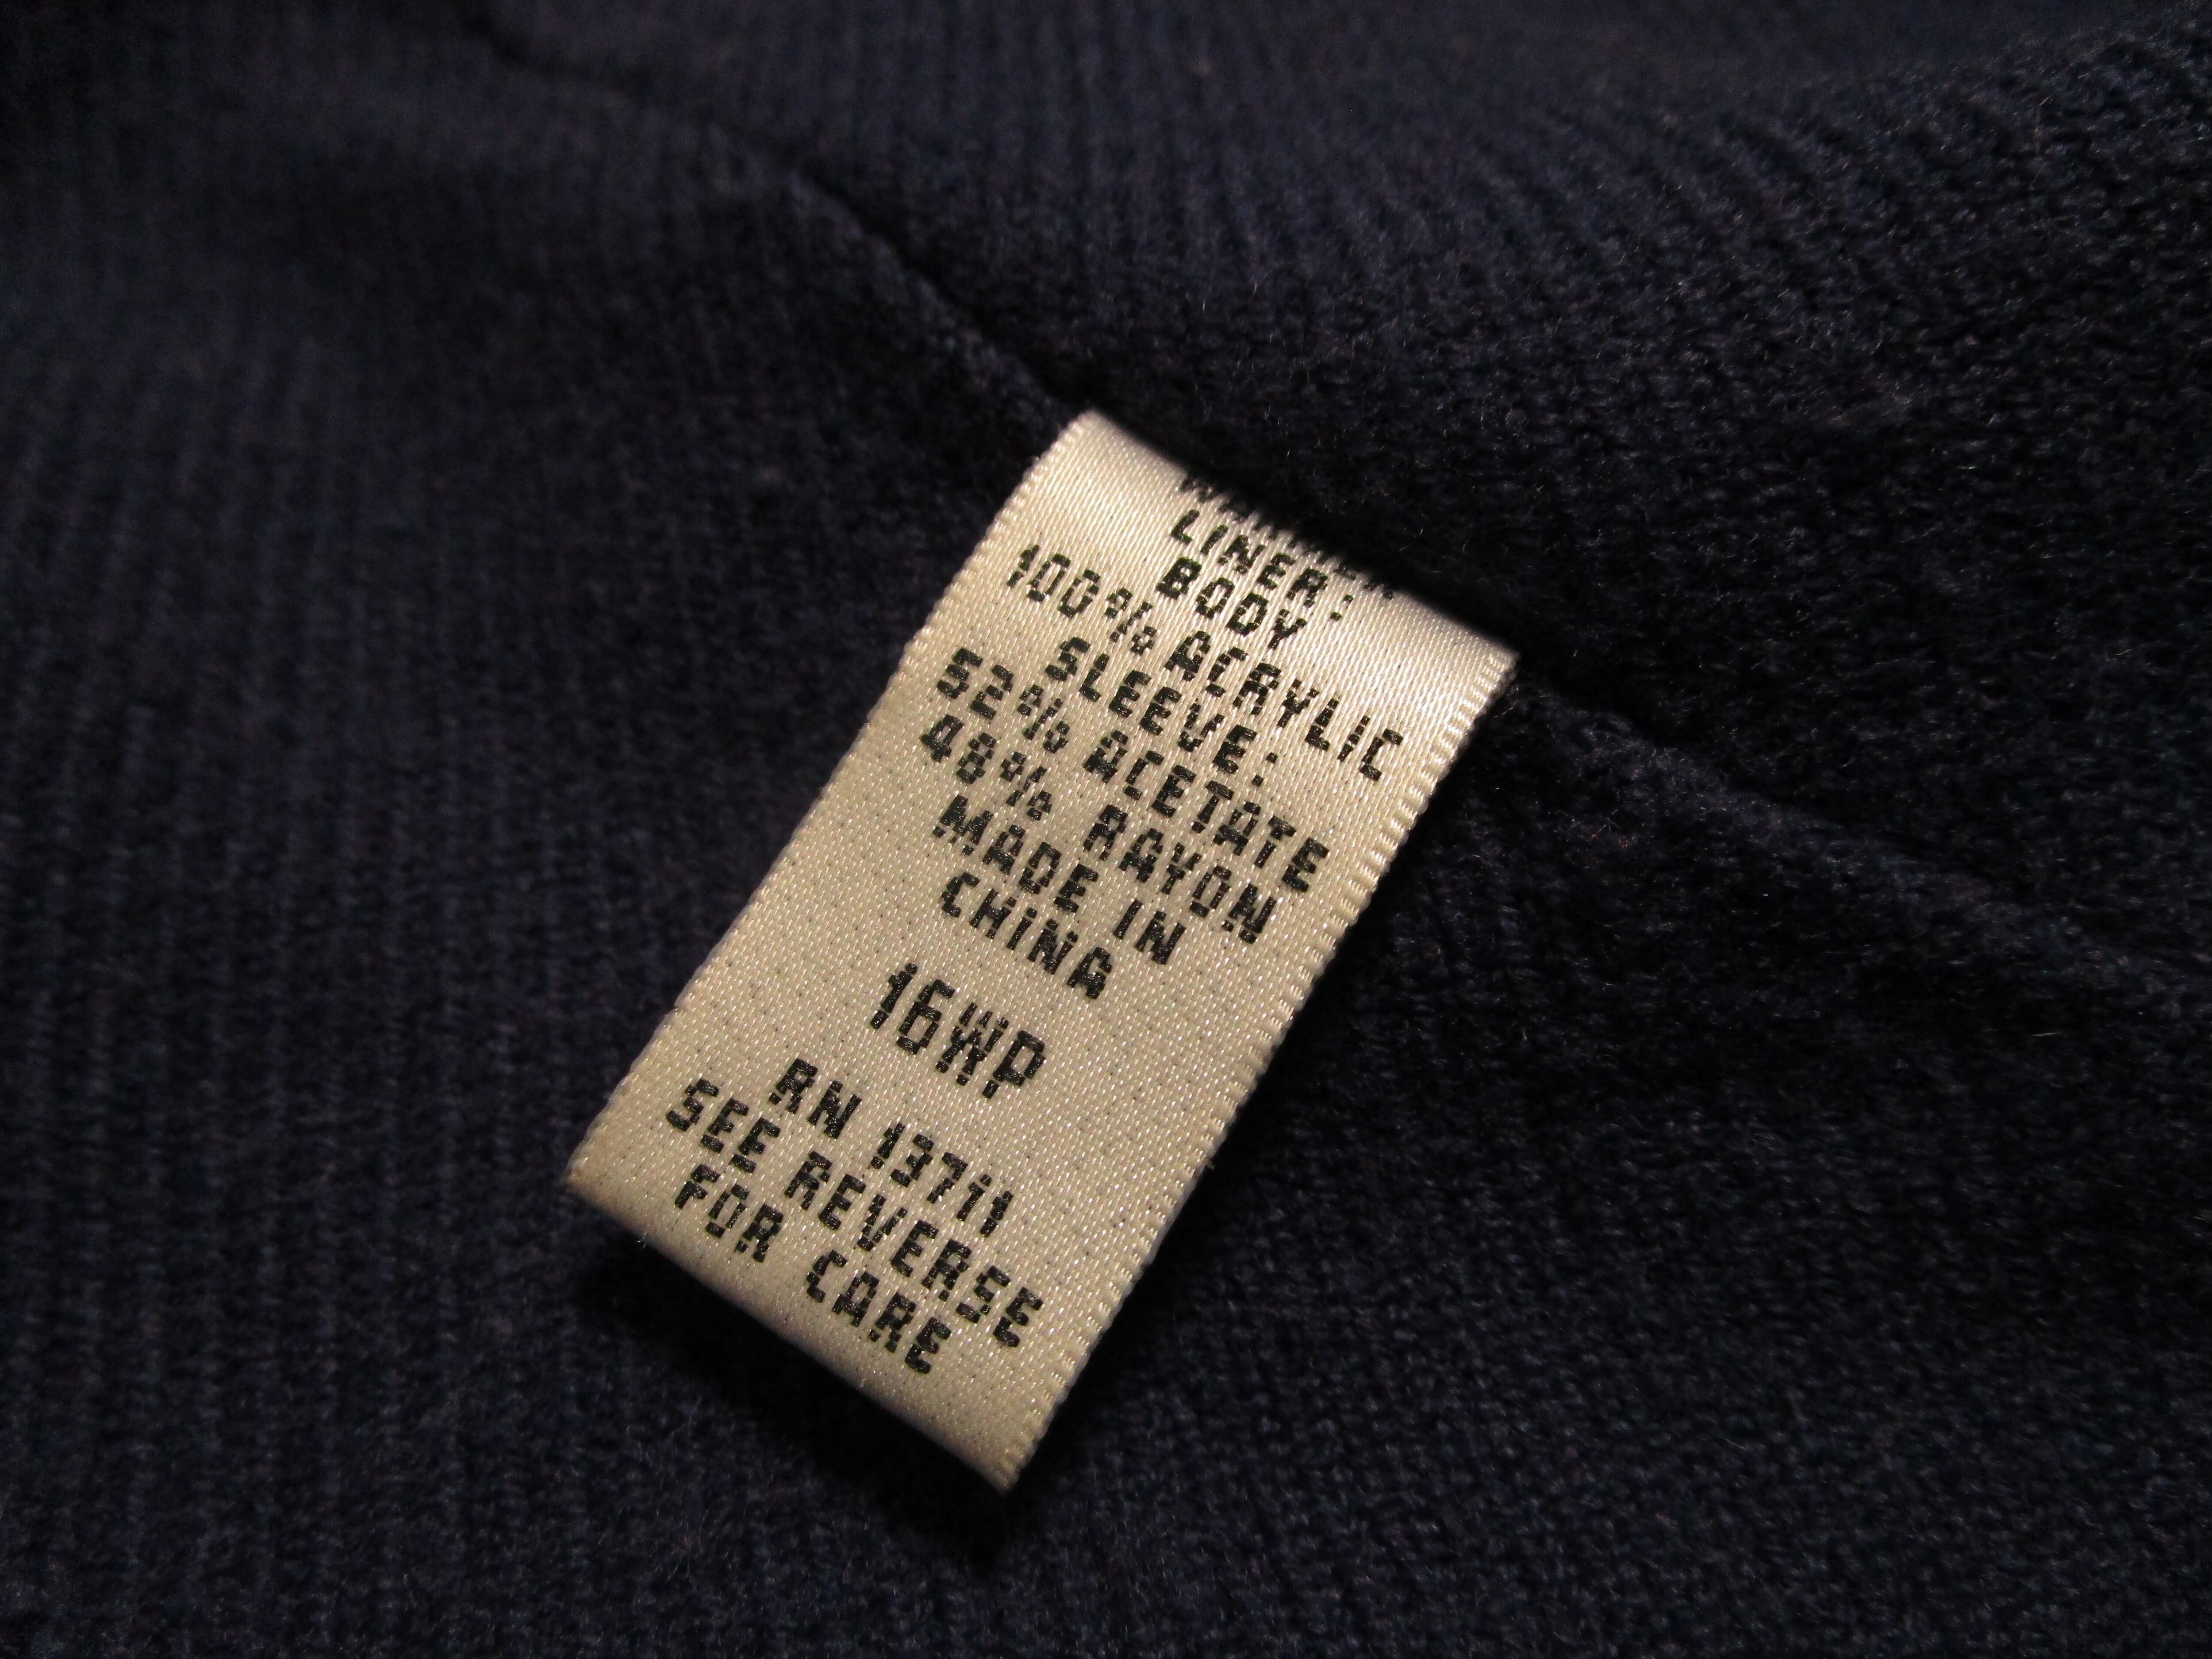 LINER:
BODY
100% ACRYLIC
SLEEVE:
52% ACETATE
48% RAYON
MADE IN
CHINA
16WP
RN 13711
SEE REVERSE
FOR CARE